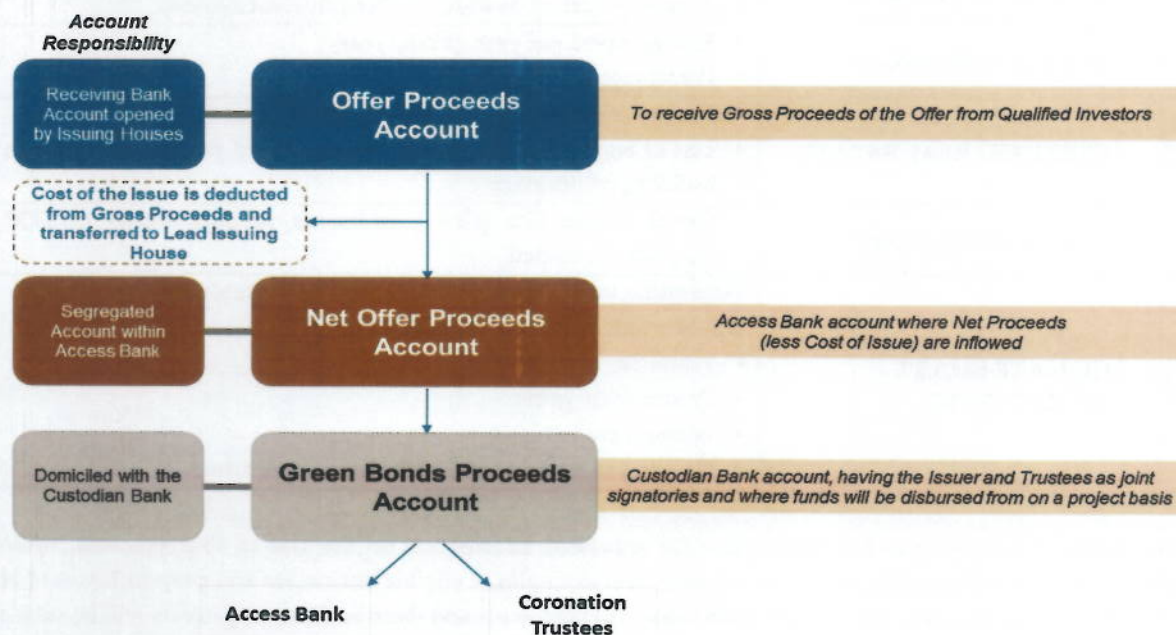 Account
Responsibility
Receiving Bank
Account opened
by Issuing Houses
Offer Proceeds
Account
To receive Gross Proceeds of the Offer from Qualified Investors
Cost of the Issue is deducted
from Gross Proceeds and
transferred to Lead Issuing
House
Segregated
Account within
Access Bank
Net Offer Proceeds
Account
Access Bank account where Net Proceeds
(less Cost of Issue) are inflowed
Domiciled with the
Custodian Bank
Green Bonds Proceeds
Account
Custodian Bank account, having the Issuer and Trustees as joint
signatories and where funds will be disbursed from on a project basis
Access Bank
Coronation
Trustees